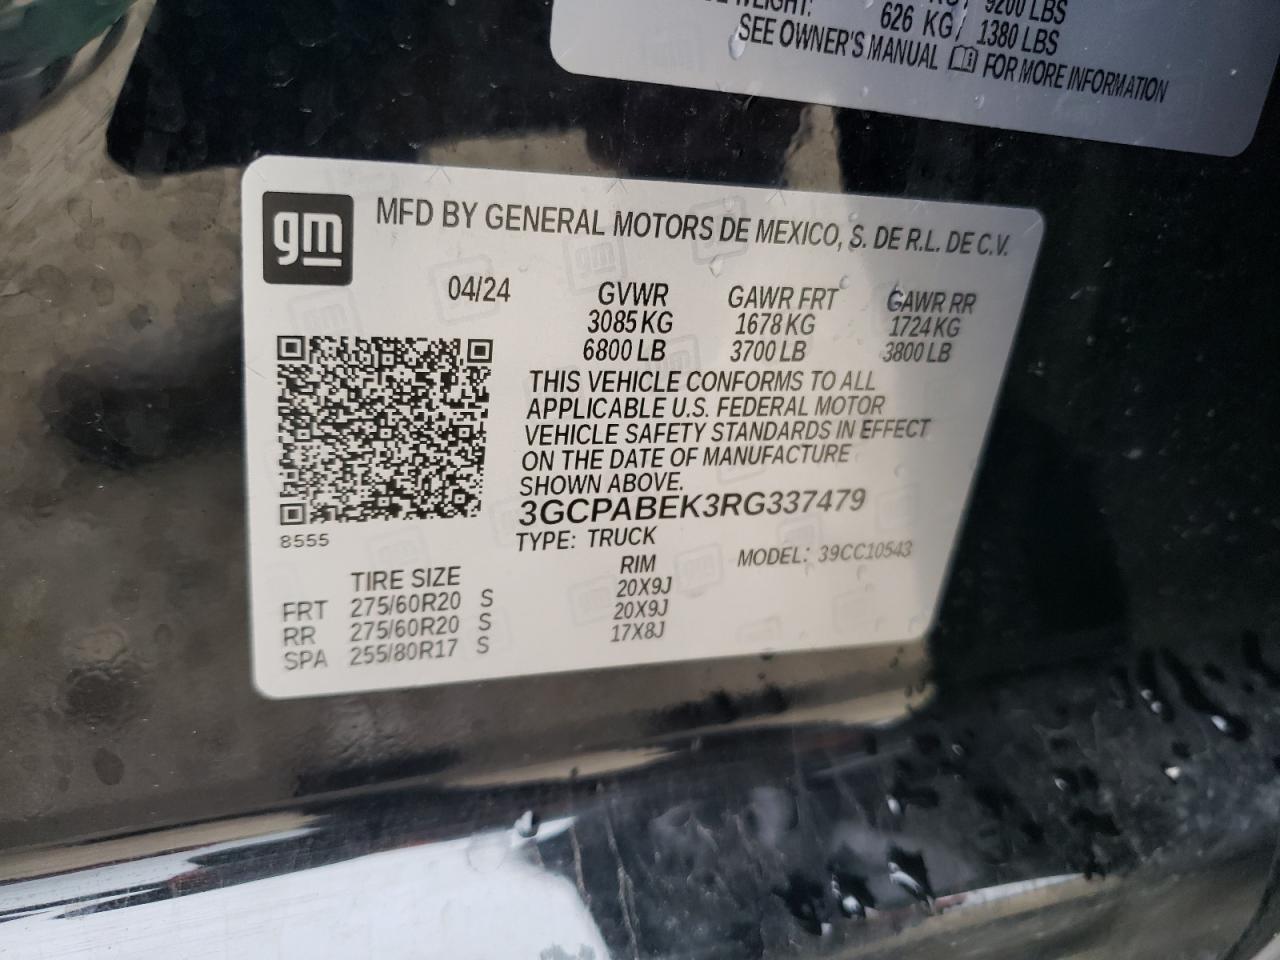 9200 LBS
WEIGHT: 626 KG/ 1380 LBS
SEE OWNER'S MANUAL FOR MORE INFORMATION
gm
MFD BY GENERAL MOTORS DE MEXICO, S. DE R.L. DE C.V.
04/24 GVWR GAWR FRT GAWR RR
3085 KG 1678 KG 1724 KG
6800 LB 3700 LB 3800 LB
THIS VEHICLE CONFORMS TO ALL
APPLICABLE U.S. FEDERAL MOTOR
VEHICLE SAFETY STANDARDS IN EFFECT
ON THE DATE OF MANUFACTURE
SHOWN ABOVE.
3GCPABEK3RG337479
8555
TYPE: TRUCK
MODEL: 39CC10543
TIRE SIZE RIM
FRT 275/60R20 S 20X9J
RR 275/60R20 S 20X9J
SPA 255/80R17 S 17X8J